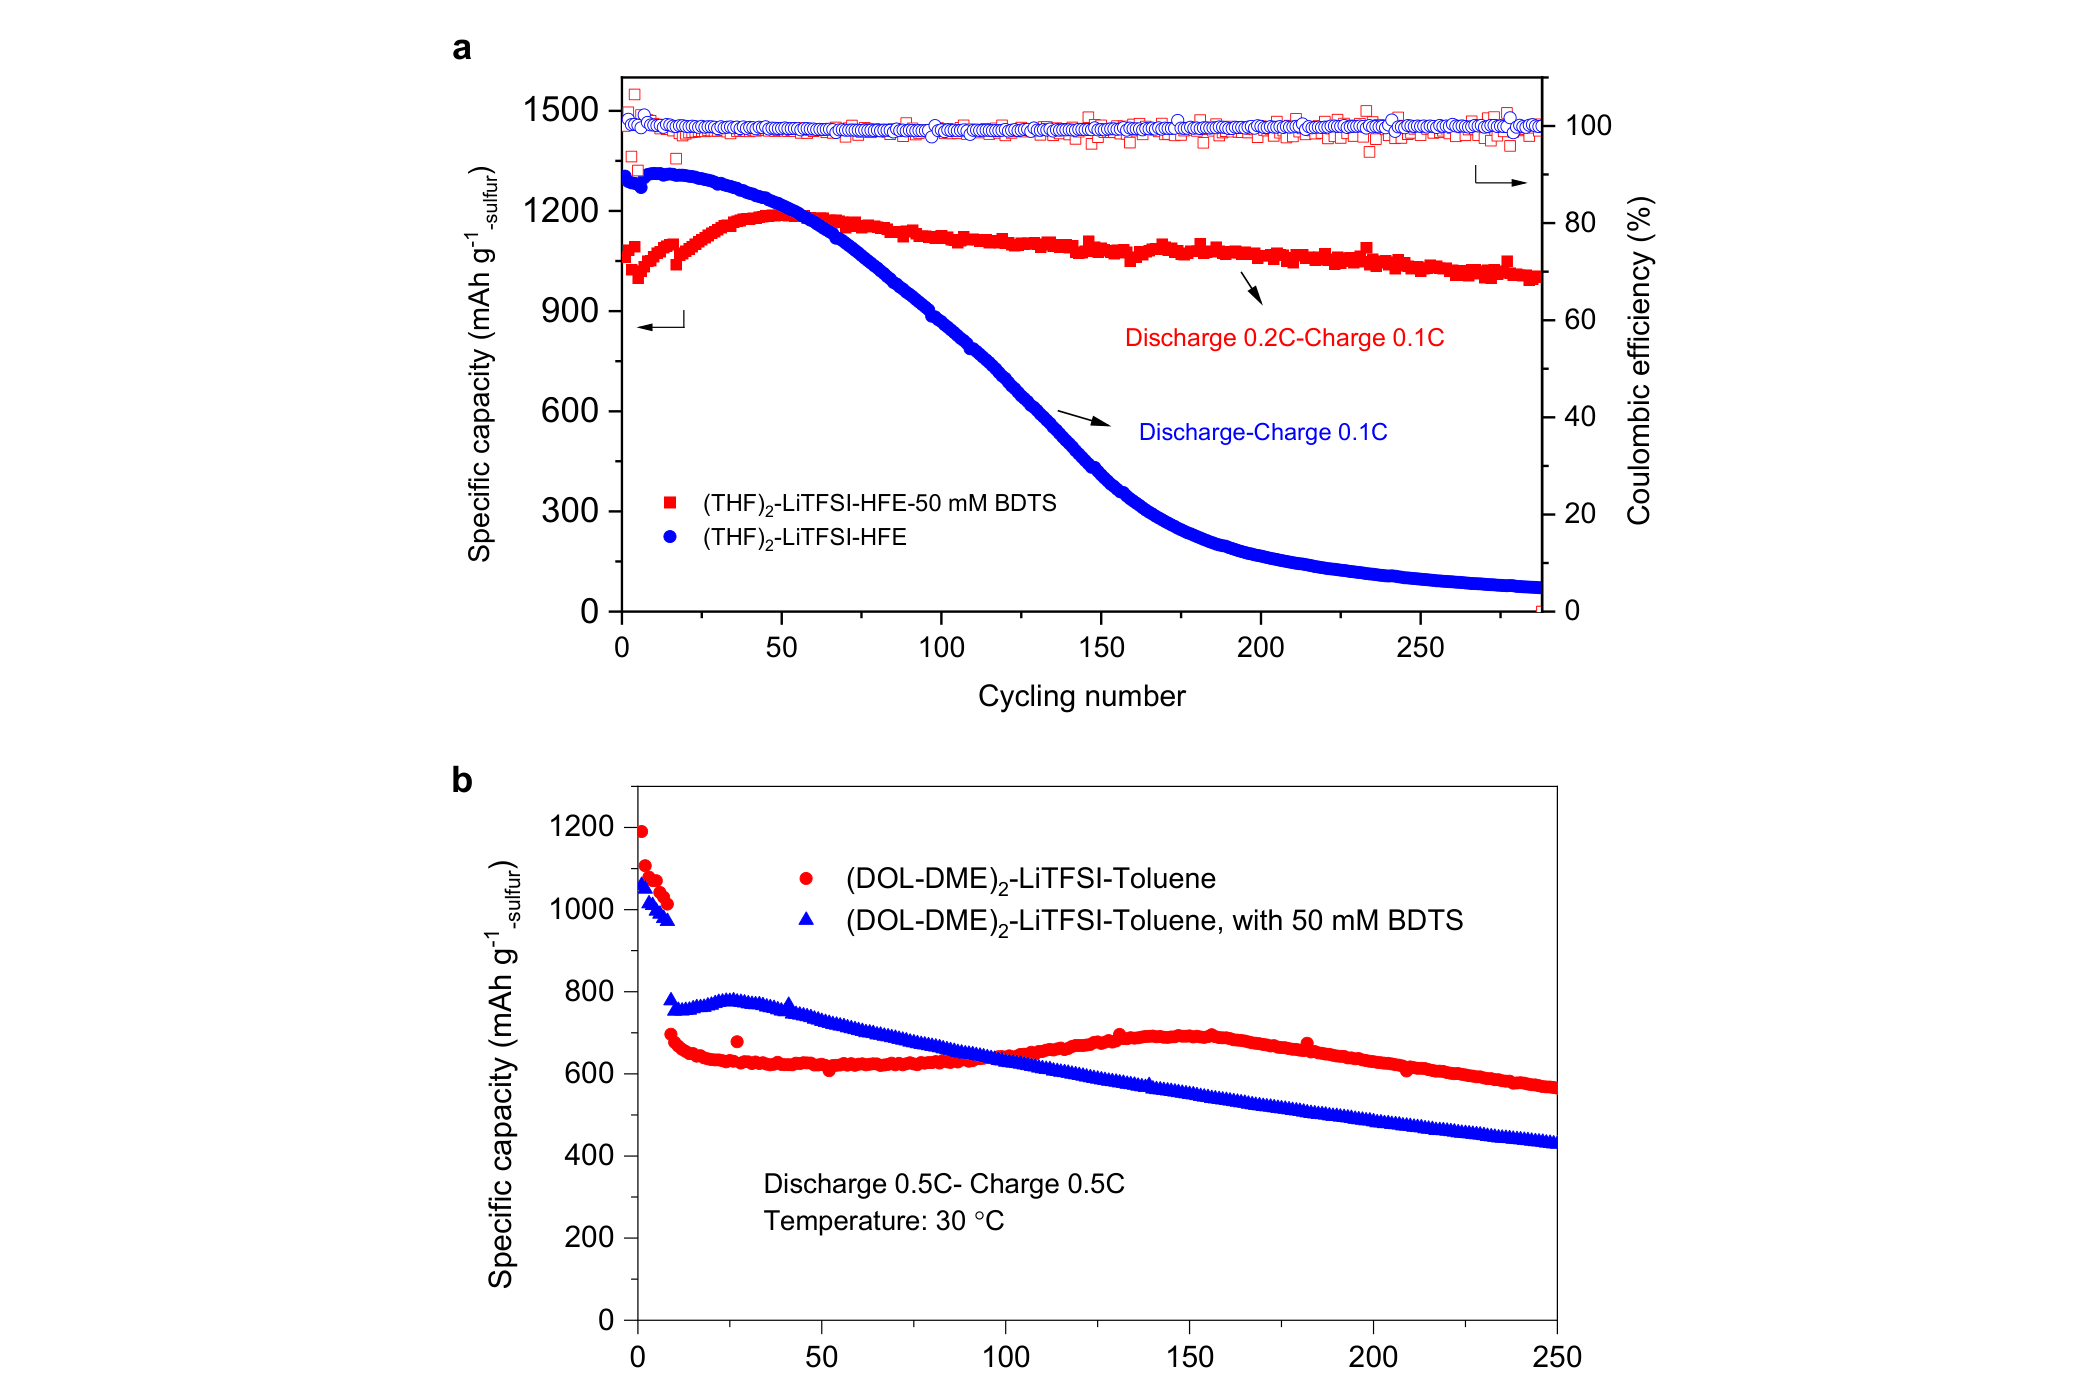 a
1500
1200
900
600
300
0
Specific capacity (mAh g⁻¹-sulfur)
100
80
60
40
20
0
Coulombic efficiency (%)
Discharge 0.2C-Charge 0.1C
Discharge-Charge 0.1C
(THF)₂-LiTFSI-HFE-50 mM BDTS
(THF)₂-LiTFSI-HFE
0 50 100 150 200 250
Cycling number
b
1200
1000
800
600
400
200
0
Specific capacity (mAh g⁻¹-sulfur)
(DOL-DME)₂-LiTFSI-Toluene
(DOL-DME)₂-LiTFSI-Toluene, with 50 mM BDTS
Discharge 0.5C- Charge 0.5C
Temperature: 30 °C
0 50 100 150 200 250